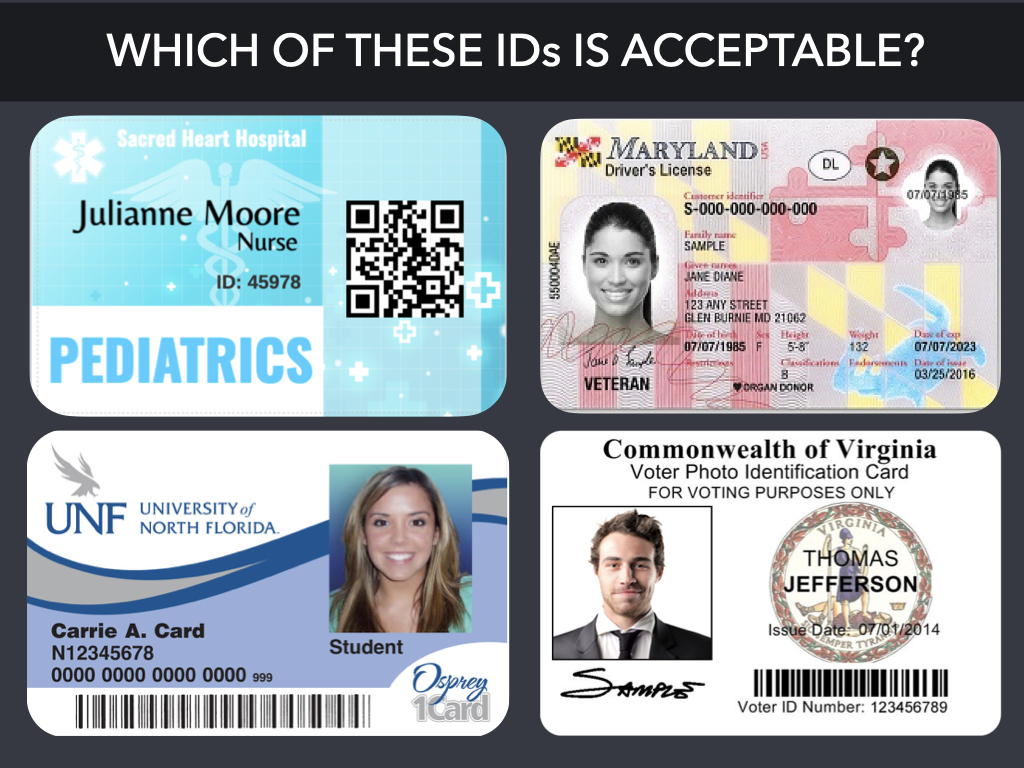 WHICH OF THESE IDs IS ACCEPTABLE?
Sacred Heart Hospital
Julianne Moore
Nurse
ID: 45978
PEDIATRICS
MARYLAND USA
Driver's License
DL
07/07/1985
Customer identifier
S-000-000-000-000
Family name
SAMPLE
Given names
JANE DIANE
Address
123 ANY STREET
GLEN BURNIE MD 21062
Date of birth Sex Height Weight Date of exp
07/07/1985 F 5'-8" 132 07/07/2023
Restrictions Classifications Endorsements Date of issue
B 03/25/2016
ORGAN DONOR
550004DAE
Jane D Sample
VETERAN
UNF UNIVERSITY of
NORTH FLORIDA
Carrie A. Card
N12345678
0000 0000 0000 0000 999
Student
Osprey
1Card
Commonwealth of Virginia
Voter Photo Identification Card
FOR VOTING PURPOSES ONLY
VIRGINIA
THOMAS
JEFFERSON
Issue Date: 07/01/2014
SEMPER
SAMPLE
Voter ID Number: 123456789